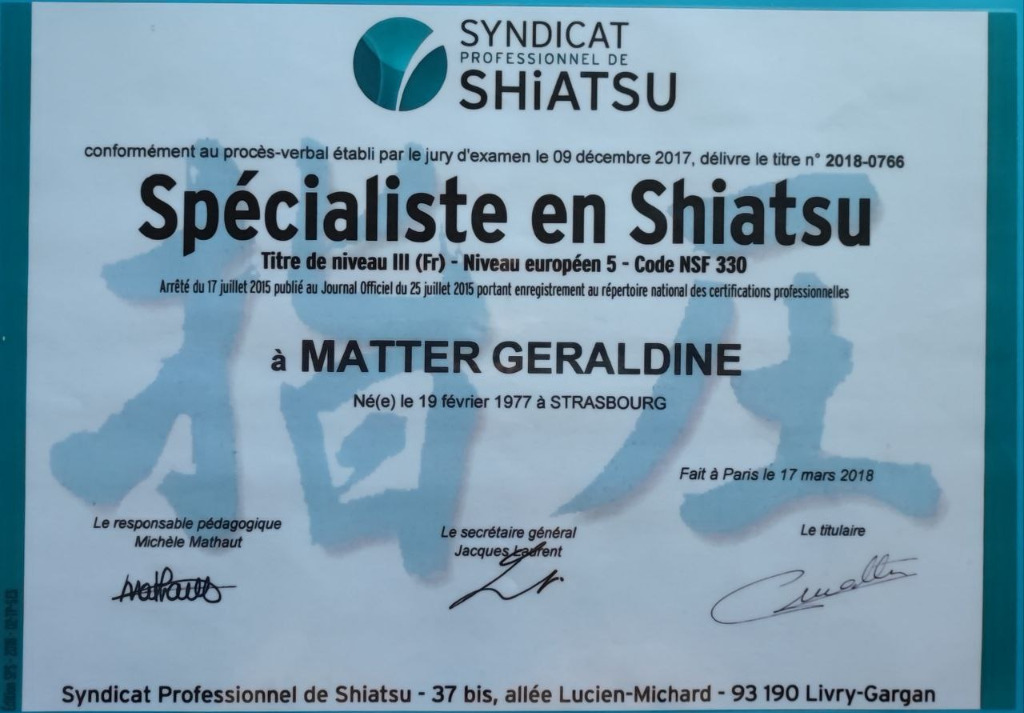 SYNDICAT
PROFESSIONNEL DE
SHiATSU
conformément au procès-verbal établi par le jury d'examen le 09 décembre 2017, délivre le titre n° 2018-0766
Spécialiste en Shiatsu
Titre de niveau III (Fr) - Niveau européen 5 - Code NSF 330
Arrêté du 17 juillet 2015 publié au Journal Officiel du 25 juillet 2015 portant enregistrement au répertoire national des certifications professionnelles
指圧
à MATTER GERALDINE
Né(e) le 19 février 1977 à STRASBOURG
Fait à Paris le 17 mars 2018
Le responsable pédagogique
Michèle Mathaut
Le secrétaire général
Jacques Laurent
Le titulaire
Syndicat Professionnel de Shiatsu - 37 bis, allée Lucien-Michard - 93 190 Livry-Gargan